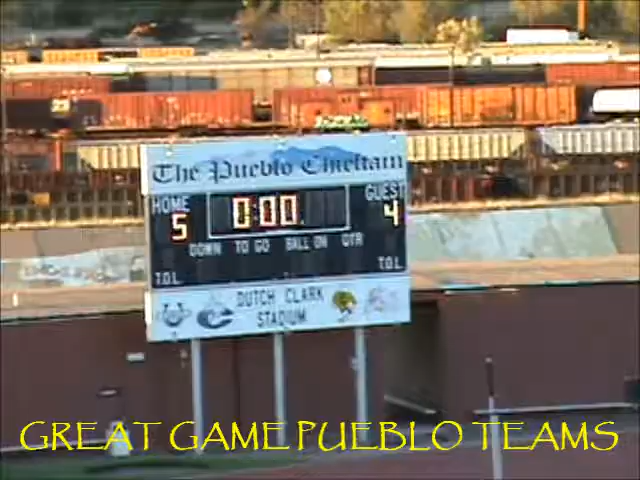 The Pueblo Chieftain
HOME 0:00 GUEST
5 4
DOWN TO GO BALL ON QTR
T.O.L T.O.L
DUTCH CLARK
STADIUM
GREAT GAME PUEBLO TEAMS